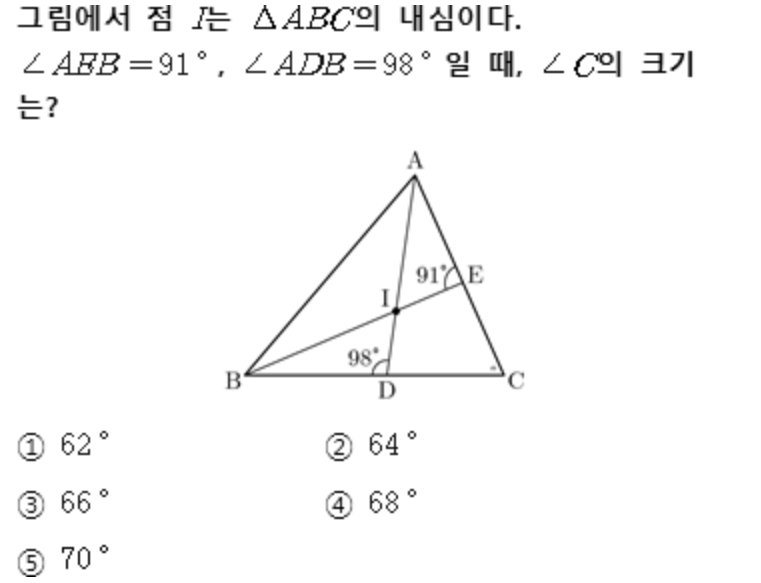 그림에서 점 I는 △ABC의 내심이다.
∠AEB=91°, ∠ADB=98°일 때, ∠C의 크기
는?
A
91°
E
I
98°
B
D
C
① 62°
② 64°
③ 66°
④ 68°
⑤ 70°